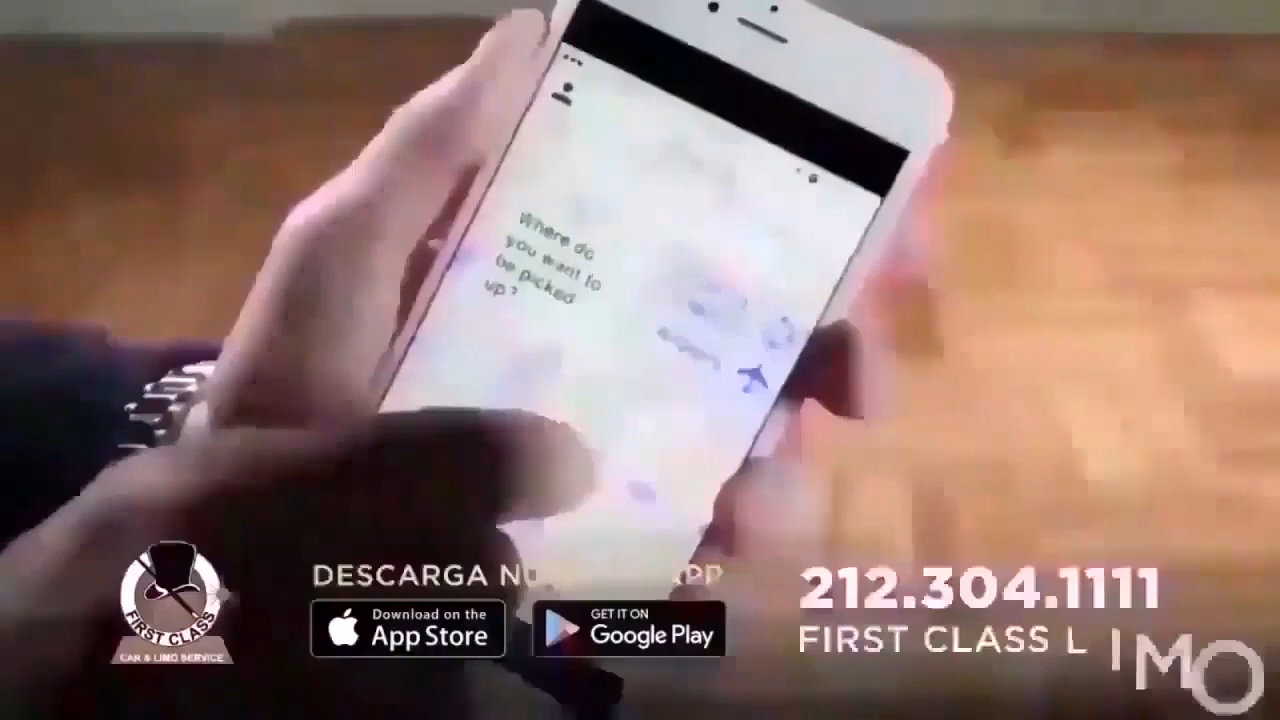 Where do
you want to
be picked
up?
DESCARGA
Download on the
App Store
GET IT ON
Google Play
212.304.1111
FIRST CLASS LIMO
FIRST CLASS
CAR & LIMO SERVICE